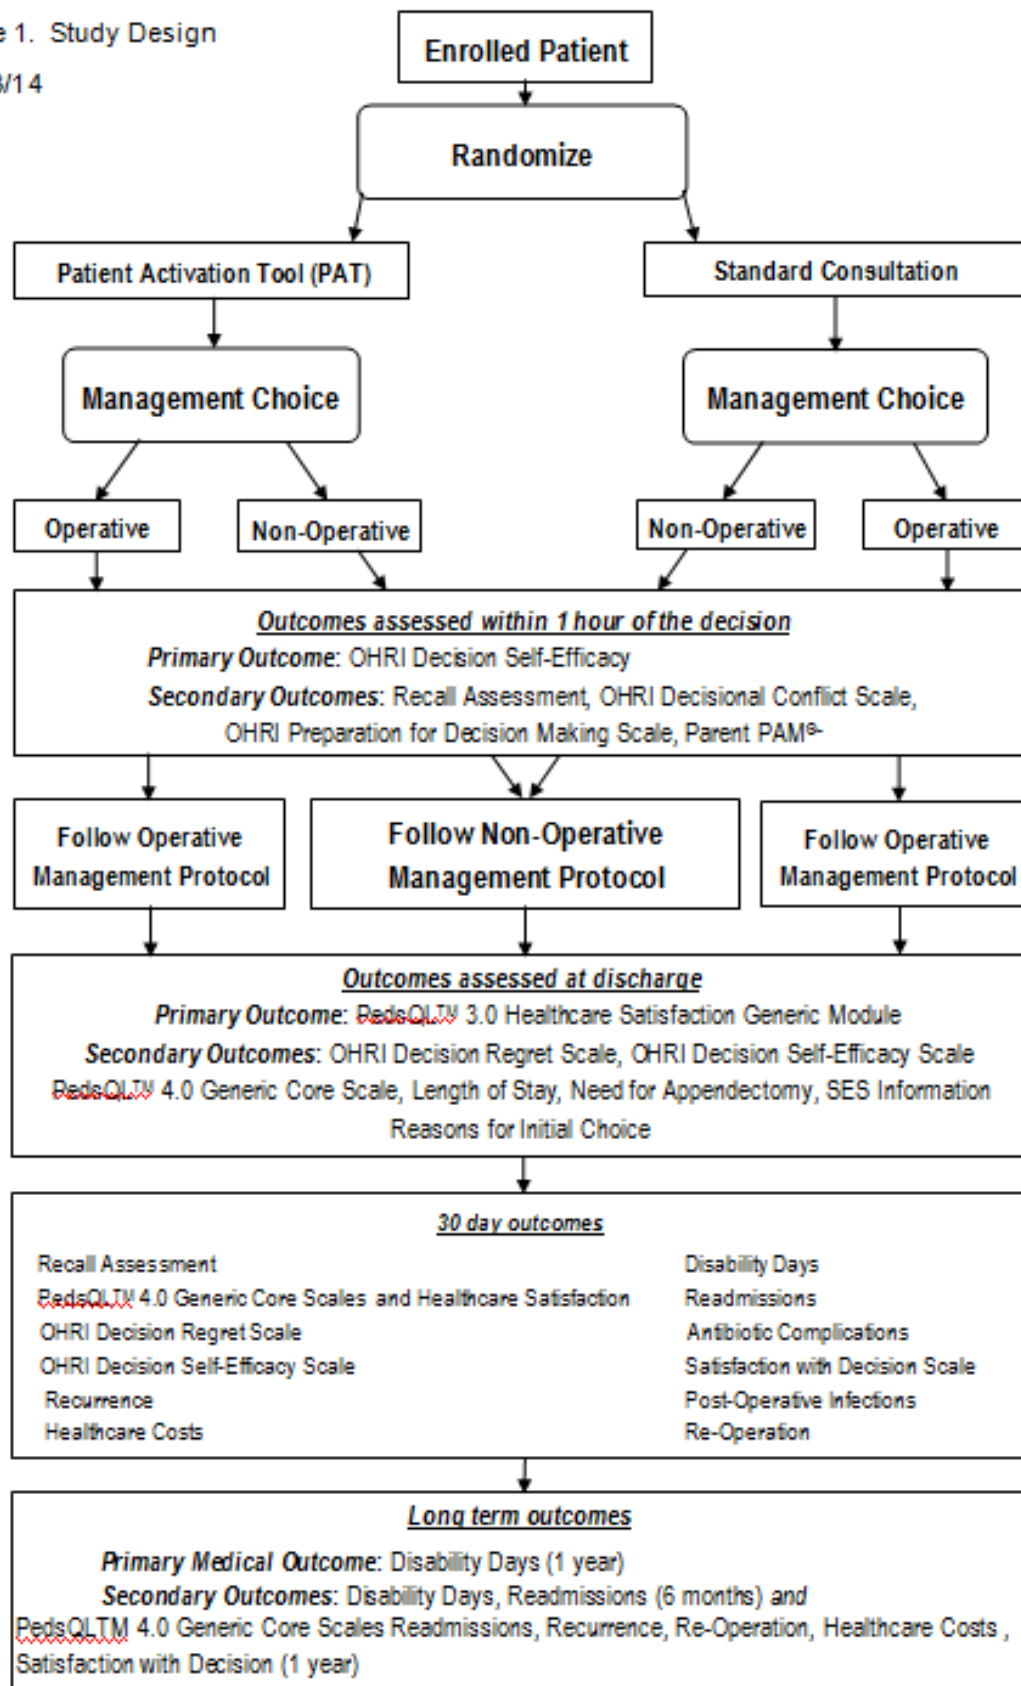 e 1. Study Design
3/14
Enrolled Patient
Randomize
Patient Activation Tool (PAT)
Standard Consultation
Management Choice
Management Choice
Operative
Non-Operative
Non-Operative
Operative
Outcomes assessed within 1 hour of the decision
Primary Outcome: OHRI Decision Self-Efficacy
Secondary Outcomes: Recall Assessment, OHRI Decisional Conflict Scale,
OHRI Preparation for Decision Making Scale, Parent PAM®-
Follow Operative
Management Protocol
Follow Non-Operative
Management Protocol
Follow Operative
Management Protocol
Outcomes assessed at discharge
Primary Outcome: PedsQL™ 3.0 Healthcare Satisfaction Generic Module
Secondary Outcomes: OHRI Decision Regret Scale, OHRI Decision Self-Efficacy Scale
PedsQL™ 4.0 Generic Core Scale, Length of Stay, Need for Appendectomy, SES Information
Reasons for Initial Choice
30 day outcomes
Recall Assessment
PedsQL™ 4.0 Generic Core Scales and Healthcare Satisfaction
OHRI Decision Regret Scale
OHRI Decision Self-Efficacy Scale
Recurrence
Healthcare Costs
Disability Days
Readmissions
Antibiotic Complications
Satisfaction with Decision Scale
Post-Operative Infections
Re-Operation
Long term outcomes
Primary Medical Outcome: Disability Days (1 year)
Secondary Outcomes: Disability Days, Readmissions (6 months) and
PedsQLTM 4.0 Generic Core Scales Readmissions, Recurrence, Re-Operation, Healthcare Costs ,
Satisfaction with Decision (1 year)